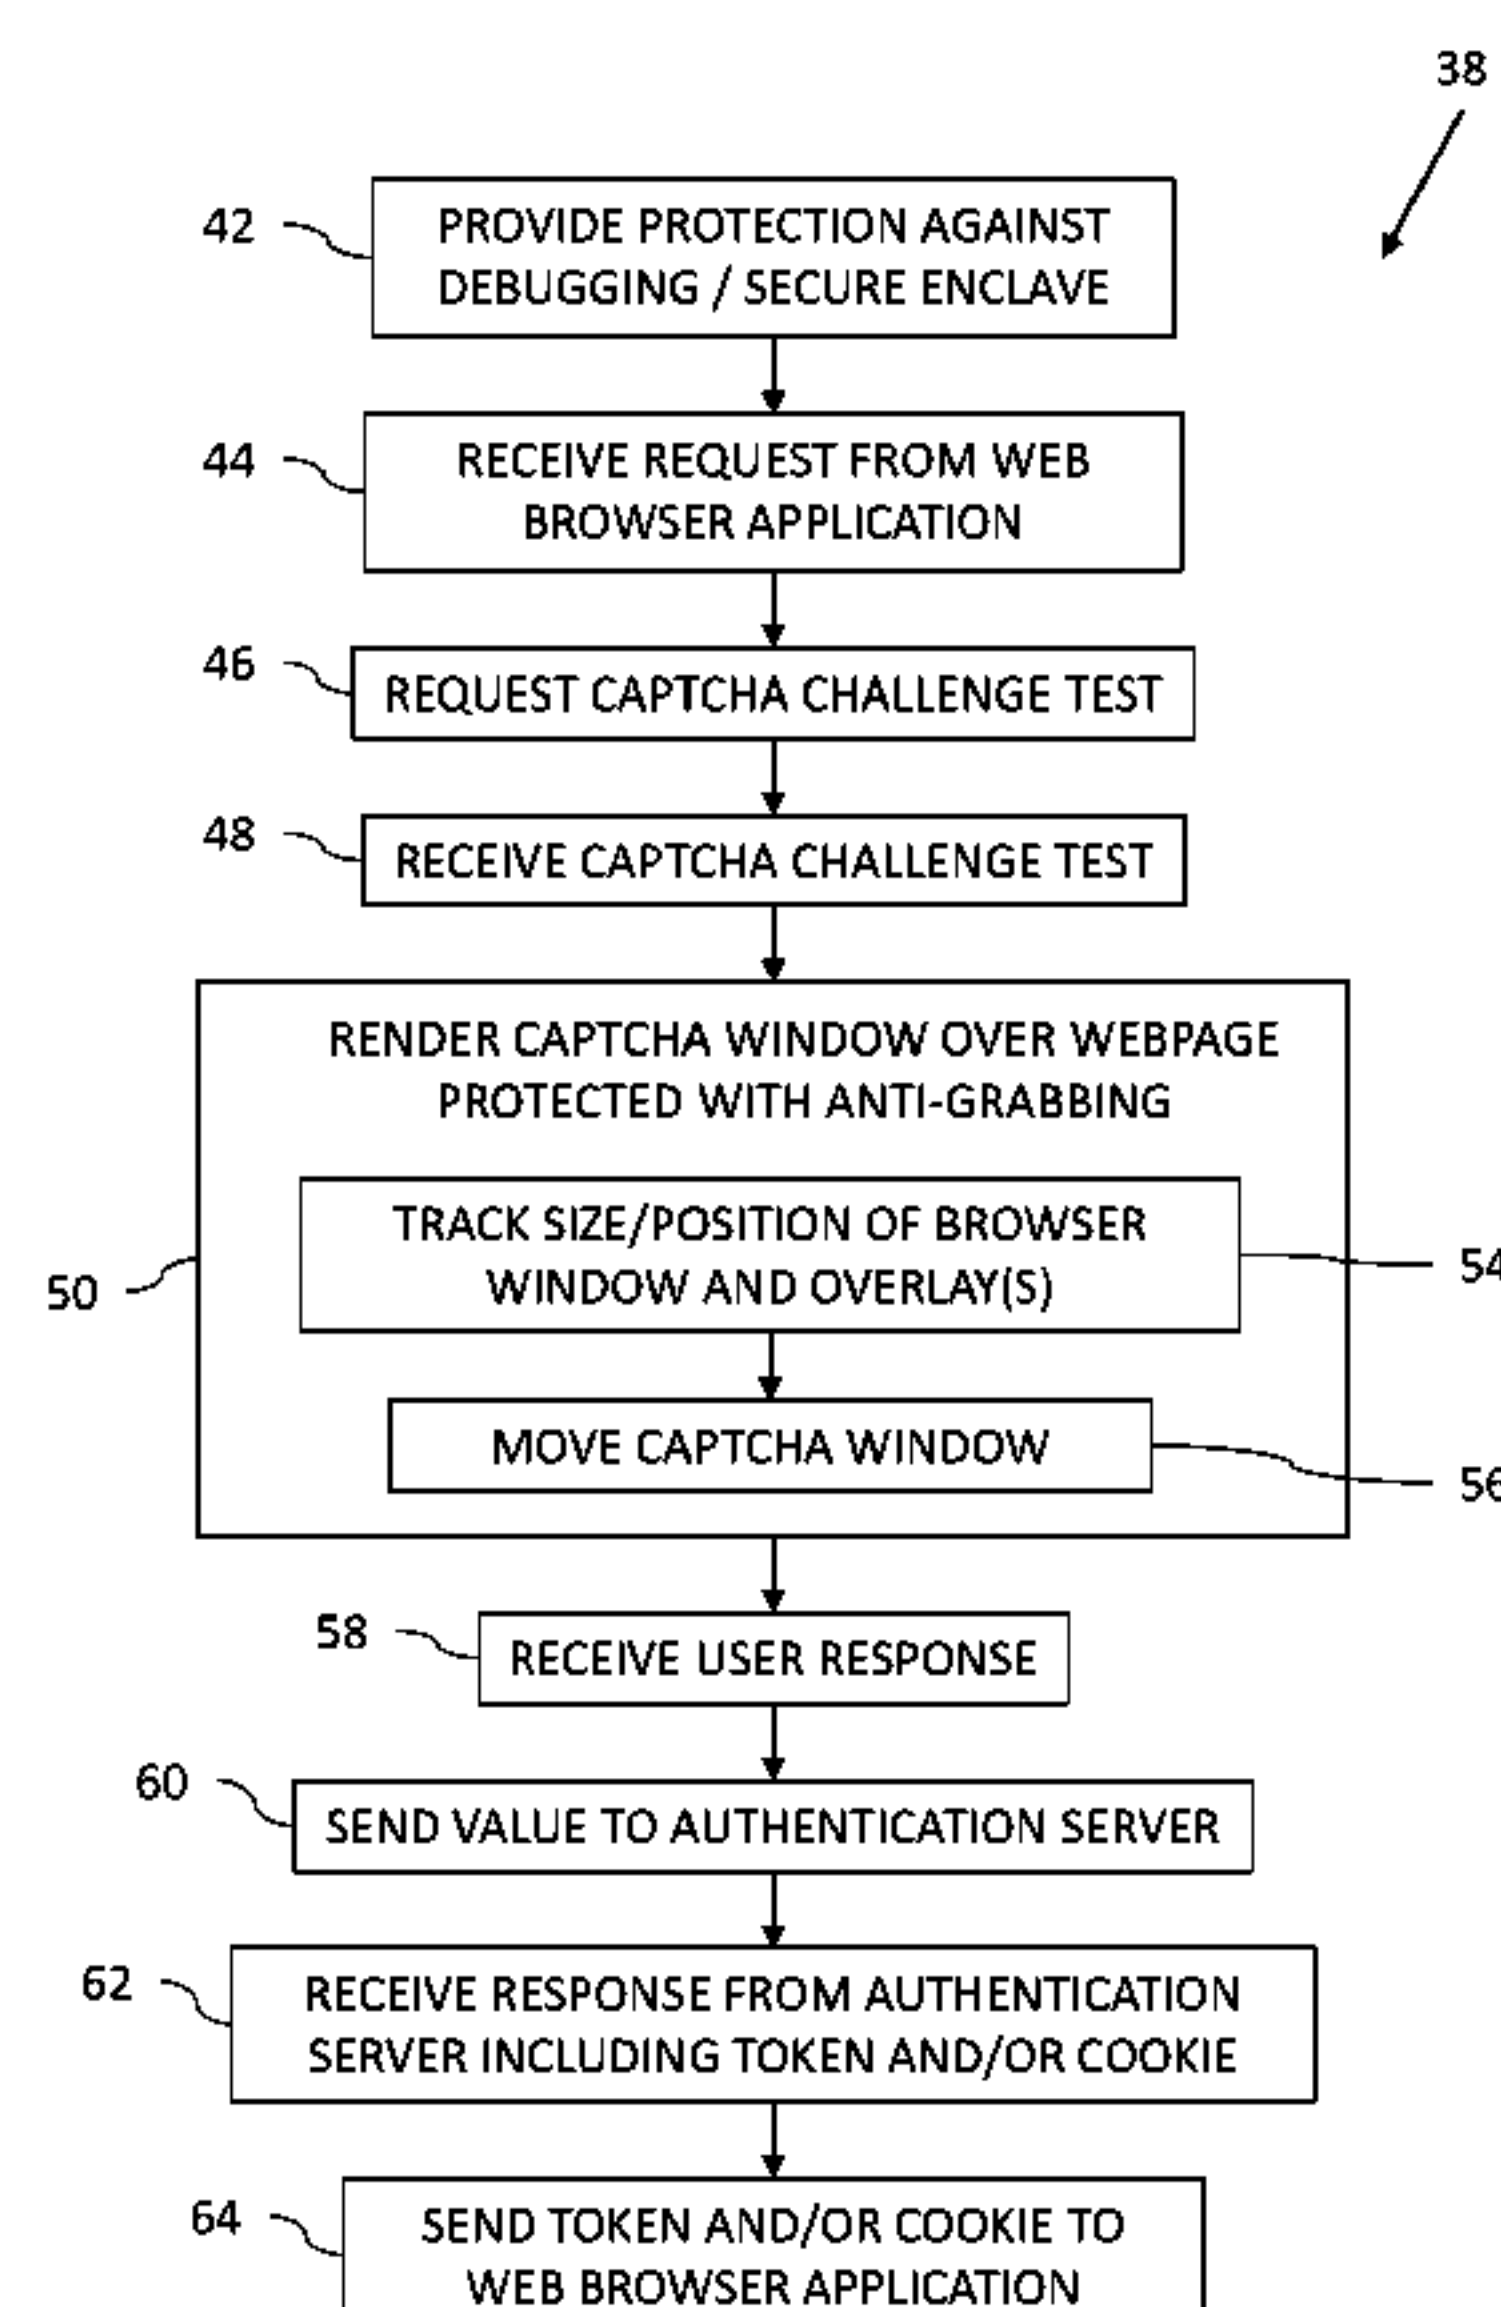 38
42
PROVIDE PROTECTION AGAINST
DEBUGGING / SECURE ENCLAVE
44
RECEIVE REQUEST FROM WEB
BROWSER APPLICATION
46
REQUEST CAPTCHA CHALLENGE TEST
48
RECEIVE CAPTCHA CHALLENGE TEST
50
RENDER CAPTCHA WINDOW OVER WEBPAGE
PROTECTED WITH ANTI-GRABBING
TRACK SIZE/POSITION OF BROWSER
WINDOW AND OVERLAY(S)
54
MOVE CAPTCHA WINDOW
56
58
RECEIVE USER RESPONSE
60
SEND VALUE TO AUTHENTICATION SERVER
62
RECEIVE RESPONSE FROM AUTHENTICATION
SERVER INCLUDING TOKEN AND/OR COOKIE
64
SEND TOKEN AND/OR COOKIE TO
WEB BROWSER APPLICATION